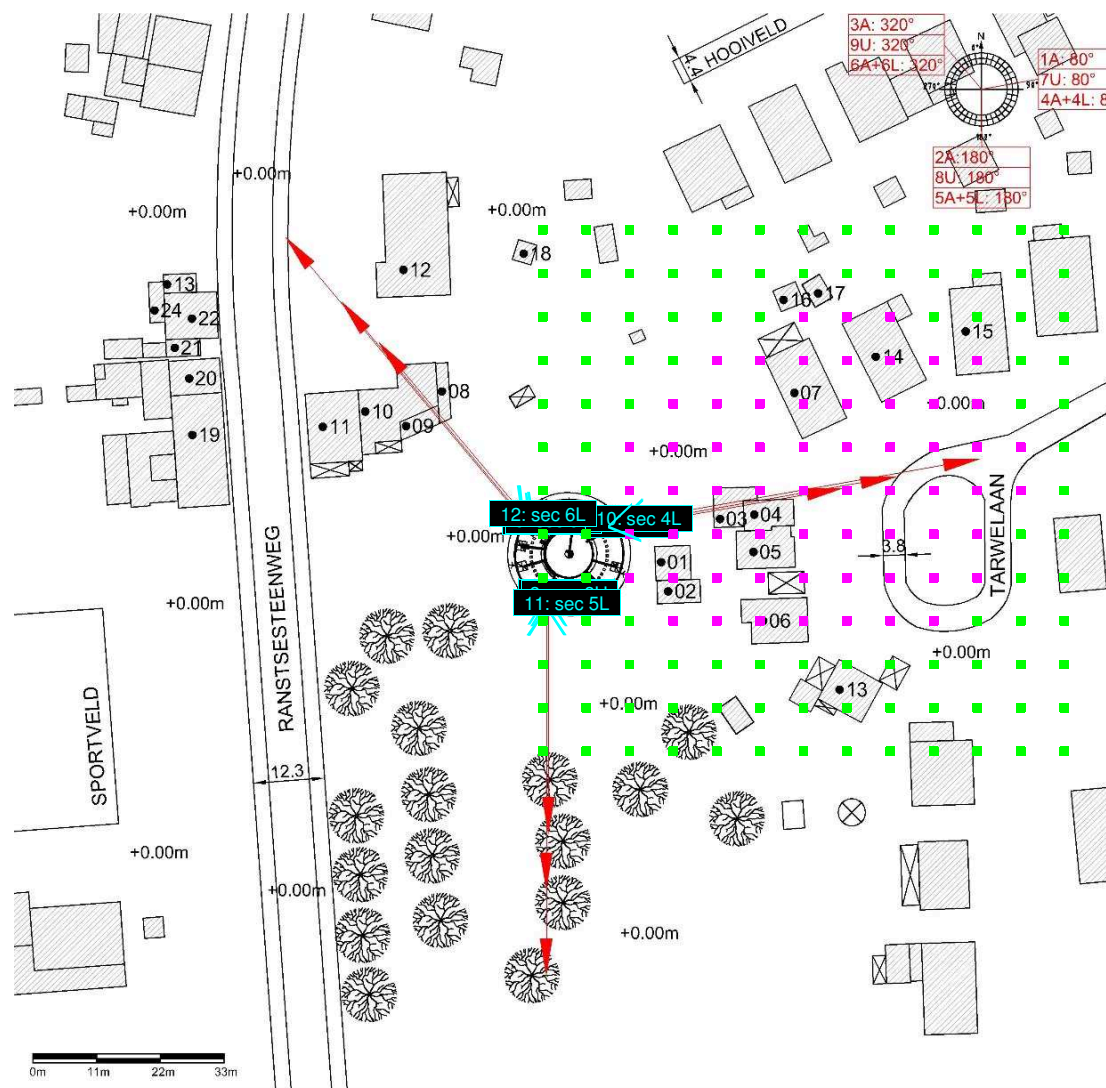 3A: 320°
9U: 320°
6A+6L: 320°
N
0°
270°
180°
1A: 80°
7U: 80°
4A+4L: 8
2A:180°
8U: 180°
5A+5L: 180°
4.4
HOOIVELD
+0.00m
+0.00m
+0.00m
12
18
13
24
22
21
20
19
16
17
14
15
07
08
10
09
11
+0.00m
+0.00m
+0.00m
12: sec 6L
10: sec 4L
03
04
05
01
02
06
11: sec 5L
3.8
TARWELAAN
RANSTSESTEENWEG
+0.00m
+0.00m
13
+0.00m
SPORTVELD
12.3
+0.00m
+0.00m
+0.00m
0m
11m
22m
33m